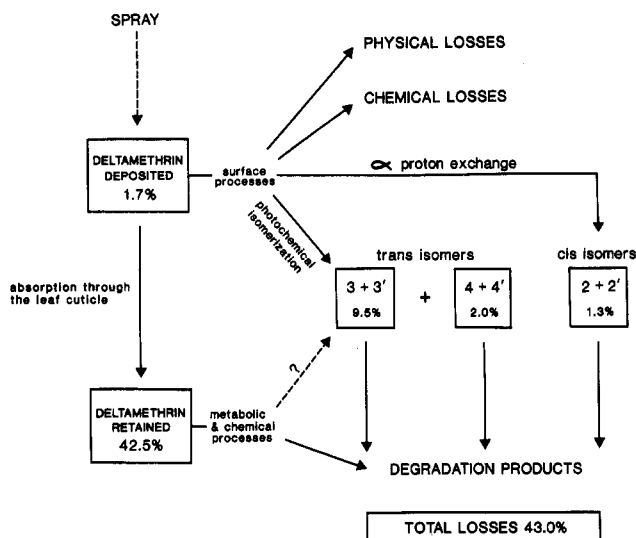 SPRAY
PHYSICAL LOSSES
CHEMICAL LOSSES
DELTAMETHRIN
DEPOSITED
1.7%
surface
processes
∝ proton exchange
photochemical
isomerization
trans isomers
cis isomers
3 + 3′
9.5%
+
4 + 4′
2.0%
2 + 2′
1.3%
absorption through
the leaf cuticle
?
DELTAMETHRIN
RETAINED
42.5%
metabolic
& chemical
processes
DEGRADATION PRODUCTS
TOTAL LOSSES 43.0%